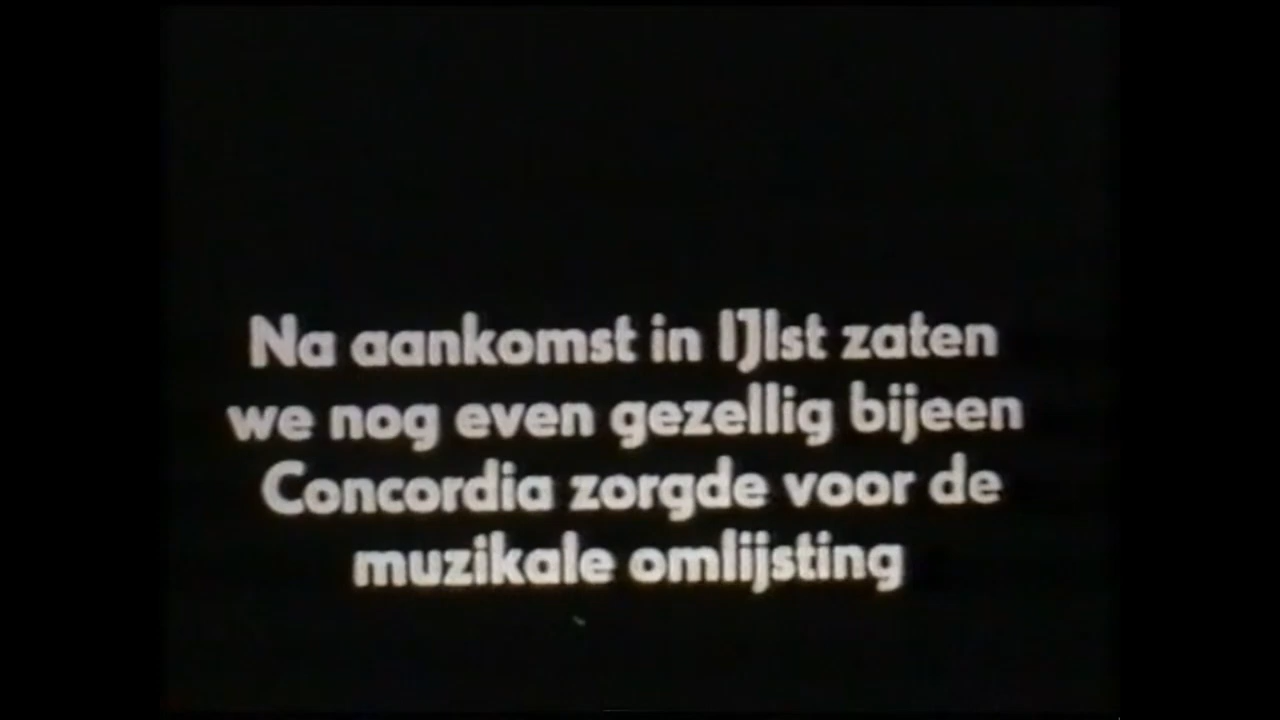 Na aankomst in IJlst zaten
we nog even gezellig bijeen
Concordia zorgde voor de
muzikale omlijsting